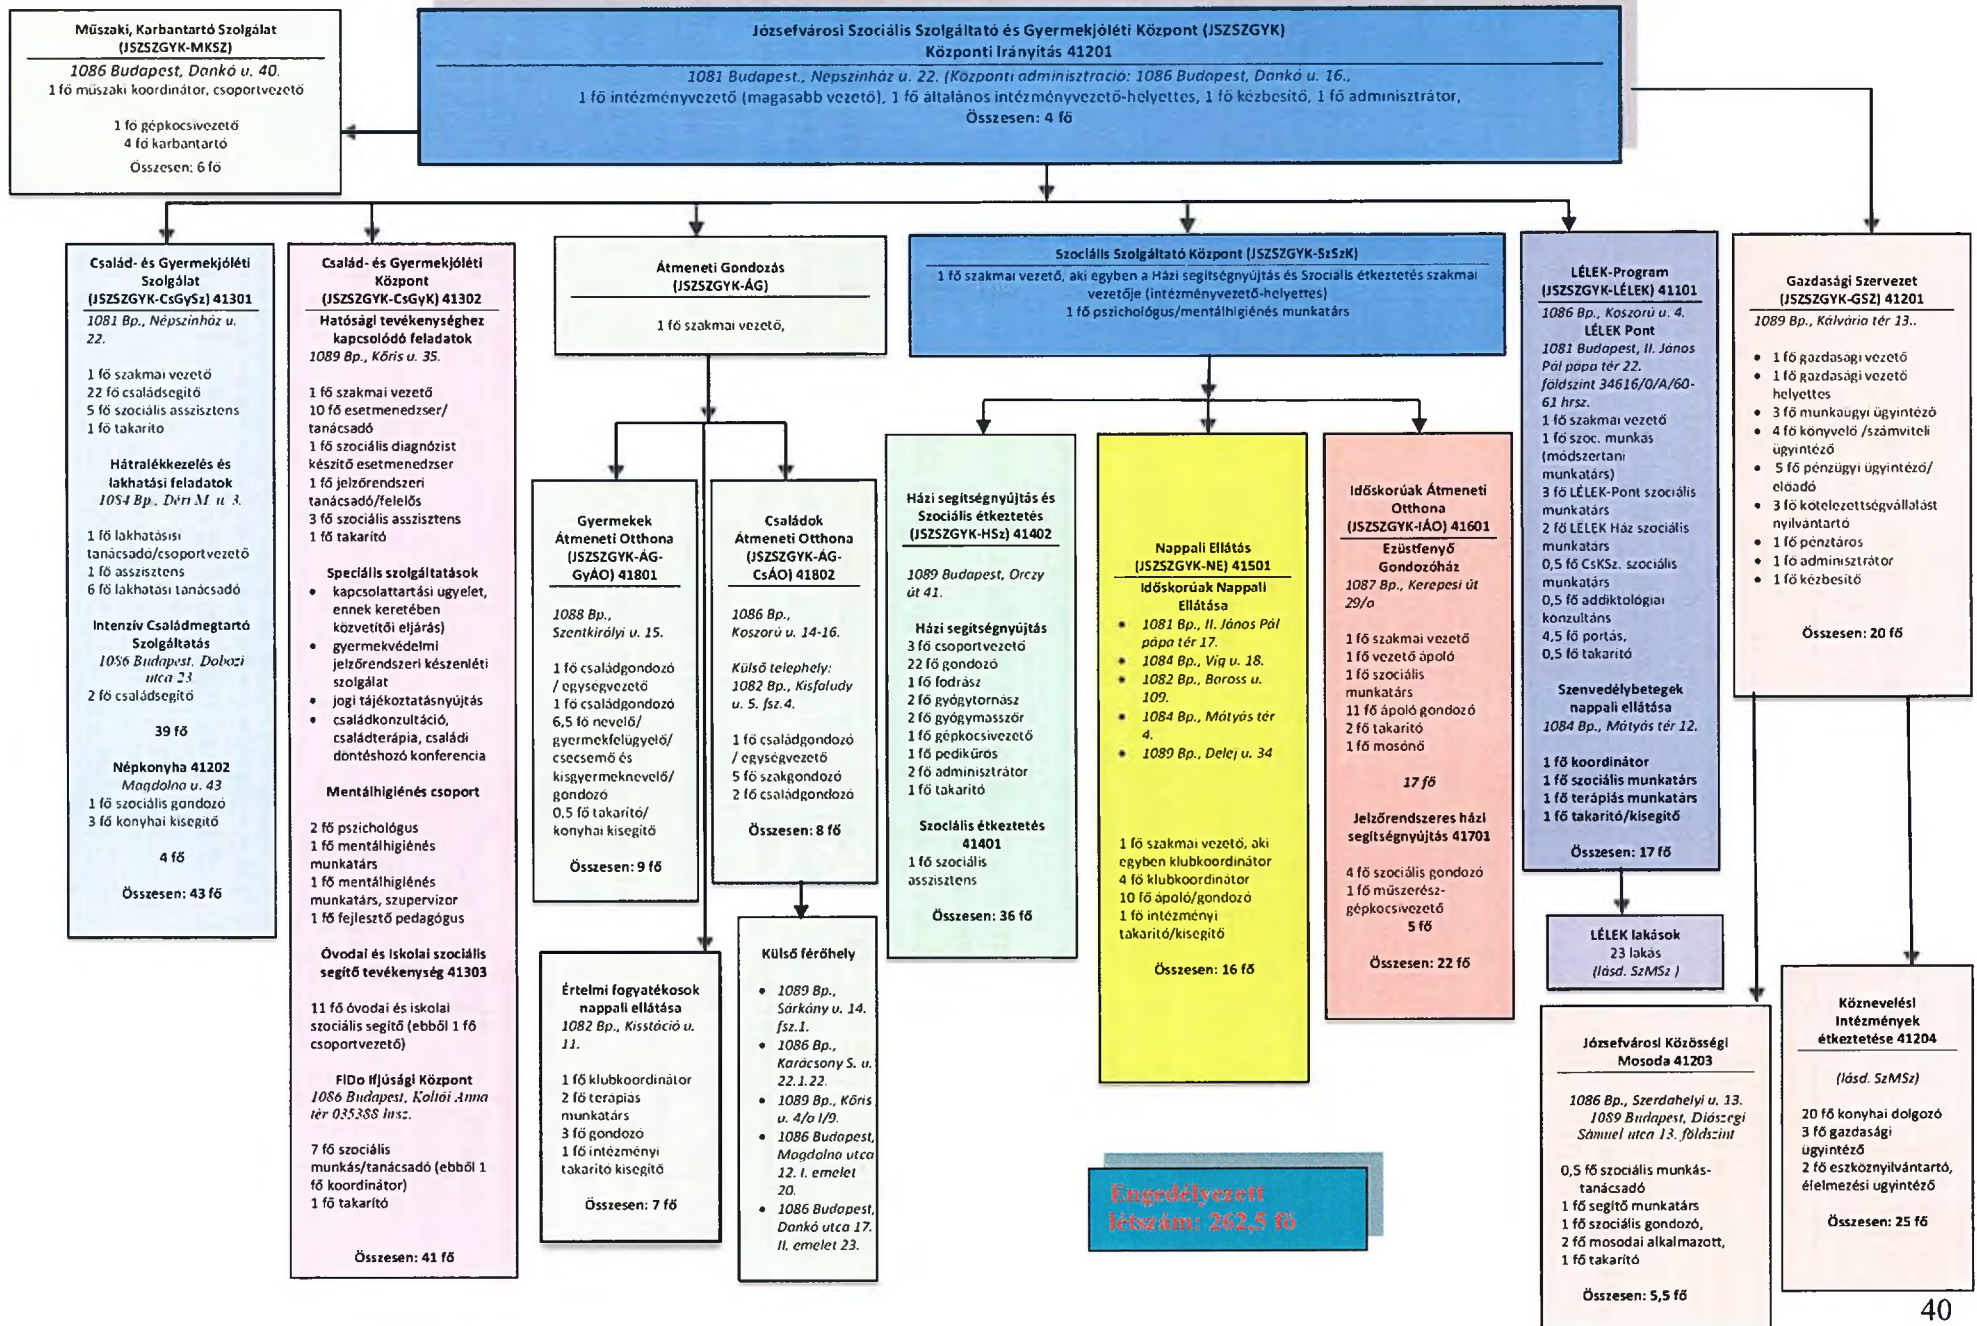 Műszaki, Karbantartó Szolgálat
(JSZSZGYK-MKSZ)
1086 Budapest, Dankó u. 40.
1 fő műszaki koordinátor, csoportvezető
1 fő gépkocsivezető
4 fő karbantartó
Összesen: 6 fő
Józsefvárosi Szociális Szolgáltató és Gyermekjóléti Központ (JSZSZGYK)
Központi Irányítás 41201
1081 Budapest., Népszínház u. 22. (Központi adminisztráció: 1086 Budapest, Dankó u. 16.,
1 fő intézményvezető (magasabb vezető), 1 fő általános intézményvezető-helyettes, 1 fő kézbesítő, 1 fő adminisztrátor,
Összesen: 4 fő
Család- és Gyermekjóléti
Szolgálat
(JSZSZGYK-CsGySz) 41301
1081 Bp., Népszínház u.
22.
1 fő szakmai vezető
22 fő családsegítő
5 fő szociális asszisztens
1 fő takarító
Hátralékkezelés és
lakhatási feladatok
1084 Bp., Déri M. u. 3.
1 fő lakhatásisi
tanácsadó/csoportvezető
1 fő asszisztens
6 fő lakhatási tanácsadó
Intenzív Családmegtartó
Szolgáltatás
1086 Budapest, Dobozi
utca 23.
2 fő családsegítő
39 fő
Népkonyha 41202
Magdolna u. 43
1 fő szociális gondozó
3 fő konyhai kisegítő
4 fő
Összesen: 43 fő
Család- és Gyermekjóléti
Központ
(JSZSZGYK-CsGyK) 41302
Hatósági tevékenységhez
kapcsolódó feladatok
1089 Bp., Kőris u. 35.
1 fő szakmai vezető
10 fő esetmenedzser/
tanácsadó
1 fő szociális diagnózist
készítő esetmenedzser
1 fő jelzőrendszeri
tanácsadó/felelős
3 fő szociális asszisztens
1 fő takarító
Speciális szolgáltatások
• kapcsolattartási ügyelet,
ennek keretében
közvetítői eljárás)
• gyermekvédelmi
jelzőrendszeri készenléti
szolgálat
• jogi tájékoztatásnyújtás
• családkonzultáció,
családterápia, családi
döntéshozó konferencia
Mentálhigiénés csoport
2 fő pszichológus
1 fő mentálhigiénés
munkatárs
1 fő mentálhigiénés
munkatárs, szupervizor
1 fő fejlesztő pedagógus
Óvodai és Iskolai szociális
segítő tevékenység 41303
11 fő óvodai és iskolai
szociális segítő (ebből 1 fő
csoportvezető)
FiDo Ifjúsági Központ
1086 Budapest, Koltói Anna
tér 035388 hrsz.
7 fő szociális
munkás/tanácsadó (ebből 1
fő koordinátor)
1 fő takarító
Összesen: 41 fő
Átmeneti Gondozás
(JSZSZGYK-ÁG)
1 fő szakmai vezető,
Gyermekek
Átmeneti Otthona
(JSZSZGYK-ÁG-
GyÁO) 41801
1088 Bp.,
Szentkirályi u. 15.
1 fő családgondozó
/ egységvezető
1 fő családgondozó
6,5 fő nevelő/
gyermekfelügyelő/
csecsemő és
kisgyermeknevelő/
gondozó
0,5 fő takarító/
konyhai kisegítő
Összesen: 9 fő
Családok
Átmeneti Otthona
(JSZSZGYK-ÁG-
CsÁO) 41802
1086 Bp.,
Koszorú u. 14-16.
Külső telephely:
1082 Bp., Kisfaludy
u. 5. fsz.4.
1 fő családgondozó
/ egységvezető
5 fő szakgondozó
2 fő családgondozó
Összesen: 8 fő
Értelmi fogyatékosok
nappali ellátása
1082 Bp., Kisstáció u.
11.
1 fő klubkoordinátor
2 fő terápiás
munkatárs
3 fő gondozó
1 fő intézményi
takarító kisegítő
Összesen: 7 fő
Külső férőhely
• 1089 Bp.,
Sárkány u. 14.
fsz.1.
• 1086 Bp.,
Karácsony S. u.
22.1.22.
• 1089 Bp., Kőris
u. 4/a I/9.
• 1086 Budapest,
Magdolna utca
12. I. emelet
20.
• 1086 Budapest,
Dankó utca 17.
II. emelet 23.
Szociális Szolgáltató Központ (JSZSZGYK-SzSzK)
1 fő szakmai vezető, aki egyben a Házi segítségnyújtás és Szociális étkeztetés szakmai
vezetője (intézményvezető-helyettes)
1 fő pszichológus/mentálhigiénés munkatárs
Házi segítségnyújtás és
Szociális étkeztetés
(JSZSZGYK-HSz) 41402
1089 Budapest, Orczy
út 41.
Házi segítségnyújtás
3 fő csoportvezető
22 fő gondozó
1 fő fodrász
2 fő gyógytornász
2 fő gyógymasszőr
1 fő gépkocsivezető
1 fő pedikűrös
2 fő adminisztrátor
1 fő takarító
Szociális étkeztetés
41401
1 fő szociális
asszisztens
Összesen: 36 fő
Nappali Ellátás
(JSZSZGYK-NE) 41501
Időskorúak Nappali
Ellátása
• 1081 Bp., II. János Pál
pápa tér 17.
• 1084 Bp., Víg u. 18.
• 1082 Bp., Baross u.
109.
• 1084 Bp., Mátyás tér
4.
• 1089 Bp., Delej u. 34
1 fő szakmai vezető, aki
egyben klubkoordinátor
4 fő klubkoordinátor
10 fő ápoló/gondozó
1 fő intézményi
takarító/kisegítő
Összesen: 16 fő
Időskorúak Átmeneti
Otthona
(JSZSZGYK-IÁO) 41601
Ezüstfenyő
Gondozóház
1087 Bp., Kerepesi út
29/a
1 fő szakmai vezető
1 fő vezető ápoló
1 fő szociális
munkatárs
11 fő ápoló gondozó
2 fő takarító
1 fő mosónő
17 fő
Jelzőrendszeres házi
segítségnyújtás 41701
4 fő szociális gondozó
1 fő műszerész-
gépkocsivezető
5 fő
Összesen: 22 fő
LÉLEK-Program
(JSZSZGYK-LÉLEK) 41101
1086 Bp., Koszorú u. 4.
LÉLEK Pont
1081 Budapest, II. János
Pál pápa tér 22.
földszint 34616/0/A/60-
61 hrsz.
1 fő szakmai vezető
1 fő szoc. munkás
(módszertani
munkatárs)
3 fő LÉLEK-Pont szociális
munkatárs
2 fő LÉLEK Ház szociális
munkatárs
0,5 fő CsKSz. szociális
munkatárs
0,5 fő addiktológiai
konzultáns
4,5 fő portás,
0,5 fő takarító
Szenvedélybetegek
nappali ellátása
1084 Bp., Mátyás tér 12.
1 fő koordinátor
1 fő szociális munkatárs
1 fő terápiás munkatárs
1 fő takarító/kisegítő
Összesen: 17 fő
LÉLEK lakások
23 lakás
(lásd. SzMSz )
Gazdasági Szervezet
(JSZSZGYK-GSZ) 41201
1089 Bp., Kálvária tér 13..
• 1 fő gazdasági vezető
• 1 fő gazdasági vezető
helyettes
• 3 fő munkaügyi ügyintéző
• 4 fő könyvelő /számviteli
ügyintéző
• 5 fő pénzügyi ügyintéző/
előadó
• 3 fő kötelezettségvállalást
nyilvántartó
• 1 fő pénztáros
• 1 fő adminisztrátor
• 1 fő kézbesítő
Összesen: 20 fő
Józsefvárosi Közösségi
Mosoda 41203
1086 Bp., Szerdahelyi u. 13.
1089 Budapest, Diószegi
Sámuel utca 13. földszint
0,5 fő szociális munkás-
tanácsadó
1 fő segítő munkatárs
1 fő szociális gondozó,
2 fő mosodai alkalmazott,
1 fő takarító
Összesen: 5,5 fő
Köznevelési
Intézmények
étkeztetése 41204
(lásd. SzMSz)
20 fő konyhai dolgozó
3 fő gazdasági
ügyintéző
2 fő eszköznyilvántartó,
élelmezési ügyintéző
Összesen: 25 fő
Engedélyezett
létszám: 262,5 fő
40